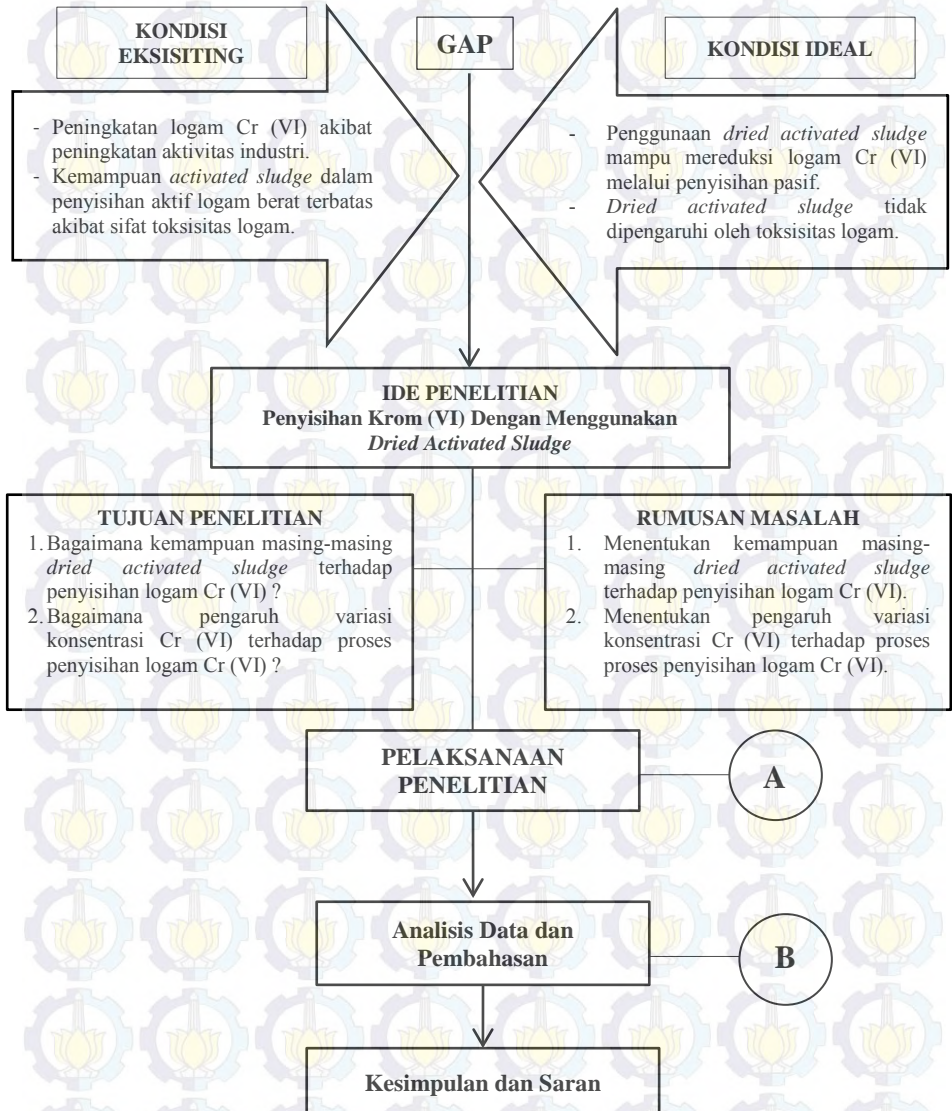 KONDISI
EKSISITING
GAP
KONDISI IDEAL
- Peningkatan logam Cr (VI) akibat
peningkatan aktivitas industri.
- Kemampuan activated sludge dalam
penyisihan aktif logam berat terbatas
akibat sifat toksisitas logam.
- Penggunaan dried activated sludge
mampu mereduksi logam Cr (VI)
melalui penyisihan pasif.
- Dried activated sludge tidak
dipengaruhi oleh toksisitas logam.
IDE PENELITIAN
Penyisihan Krom (VI) Dengan Menggunakan
Dried Activated Sludge
TUJUAN PENELITIAN
1. Bagaimana kemampuan masing-masing
dried activated sludge terhadap
penyisihan logam Cr (VI) ?
2. Bagaimana pengaruh variasi
konsentrasi Cr (VI) terhadap proses
penyisihan logam Cr (VI) ?
RUMUSAN MASALAH
1. Menentukan kemampuan masing-
masing dried activated sludge
terhadap penyisihan logam Cr (VI).
2. Menentukan pengaruh variasi
konsentrasi Cr (VI) terhadap proses
proses penyisihan logam Cr (VI).
PELAKSANAAN
PENELITIAN
A
Analisis Data dan
Pembahasan
B
Kesimpulan dan Saran